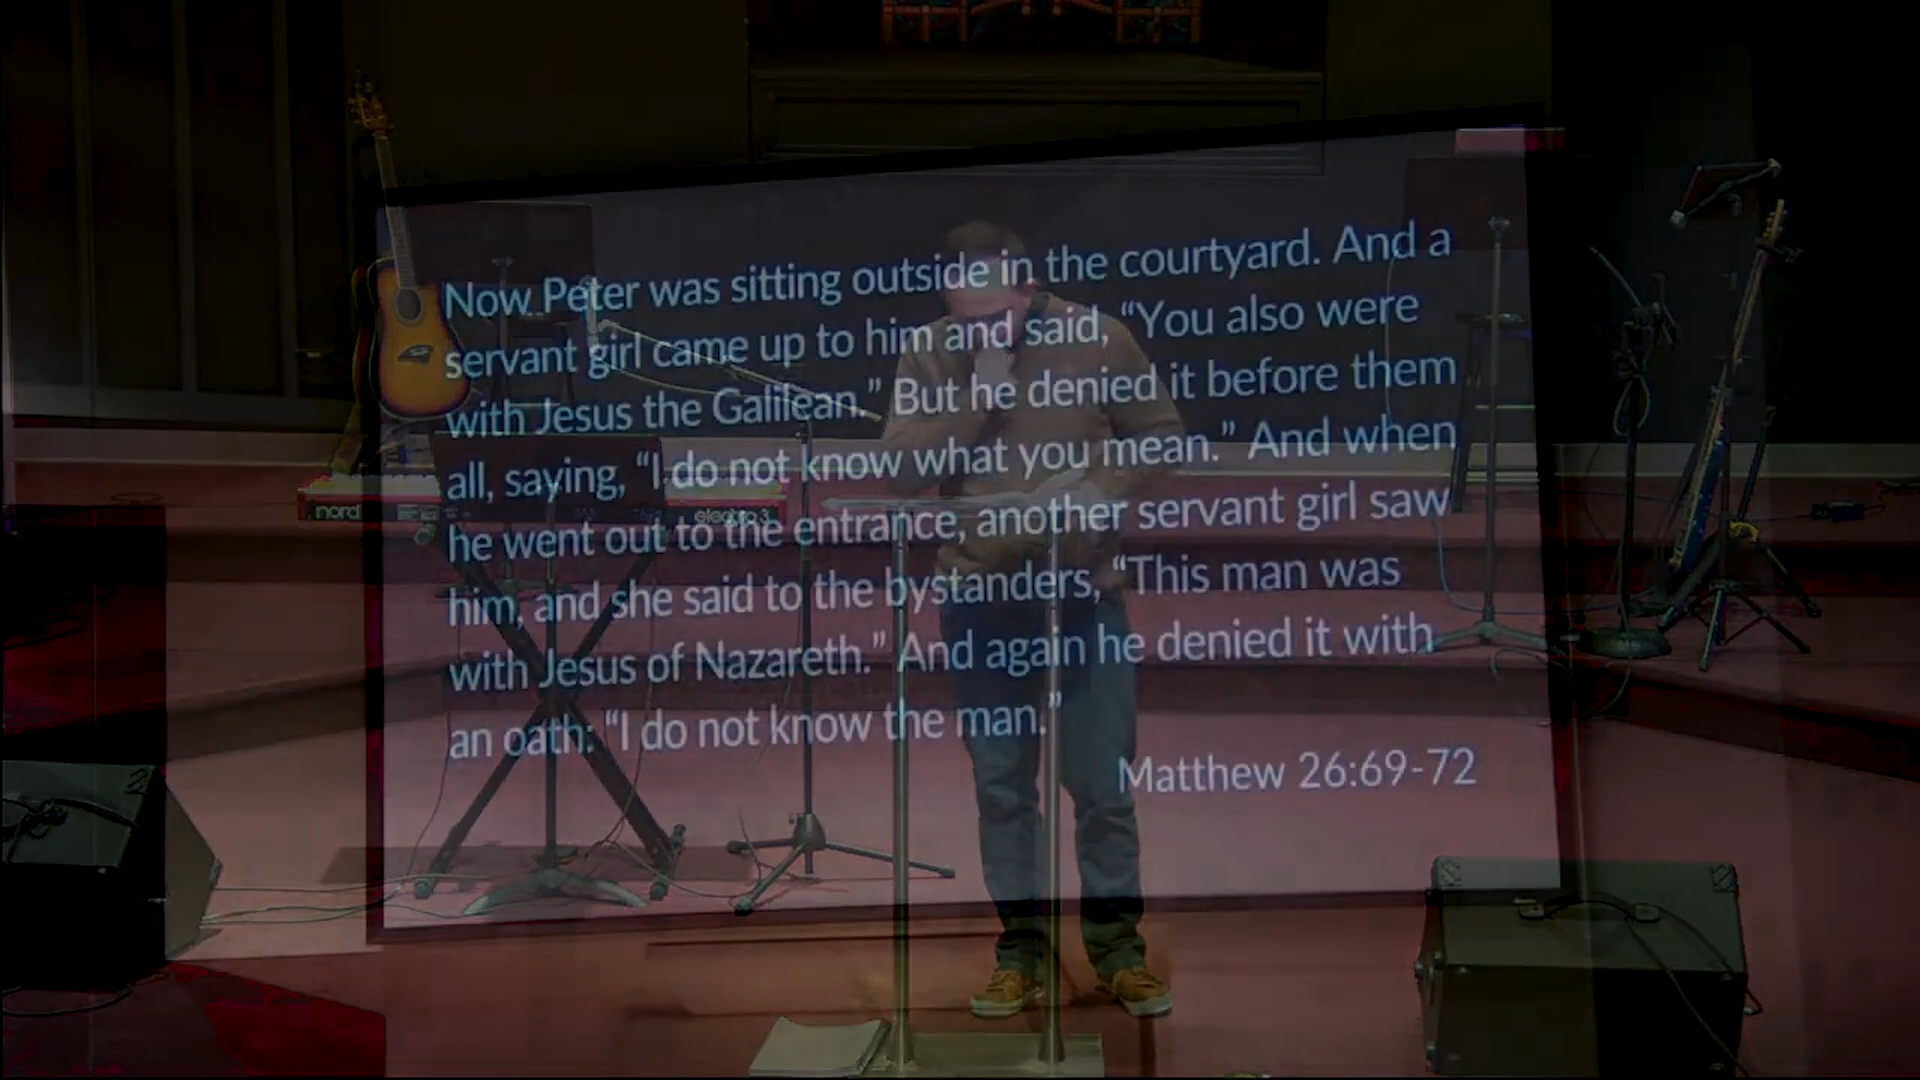 Now Peter was sitting outside in the courtyard. And a
servant girl came up to him and said, “You also were
with Jesus the Galilean.” But he denied it before them
all, saying, “I do not know what you mean.” And when
he went out to the entrance, another servant girl saw
him, and she said to the bystanders, “This man was
with Jesus of Nazareth.” And again he denied it with
an oath: “I do not know the man.”
Matthew 26:69-72
nord
electro 3